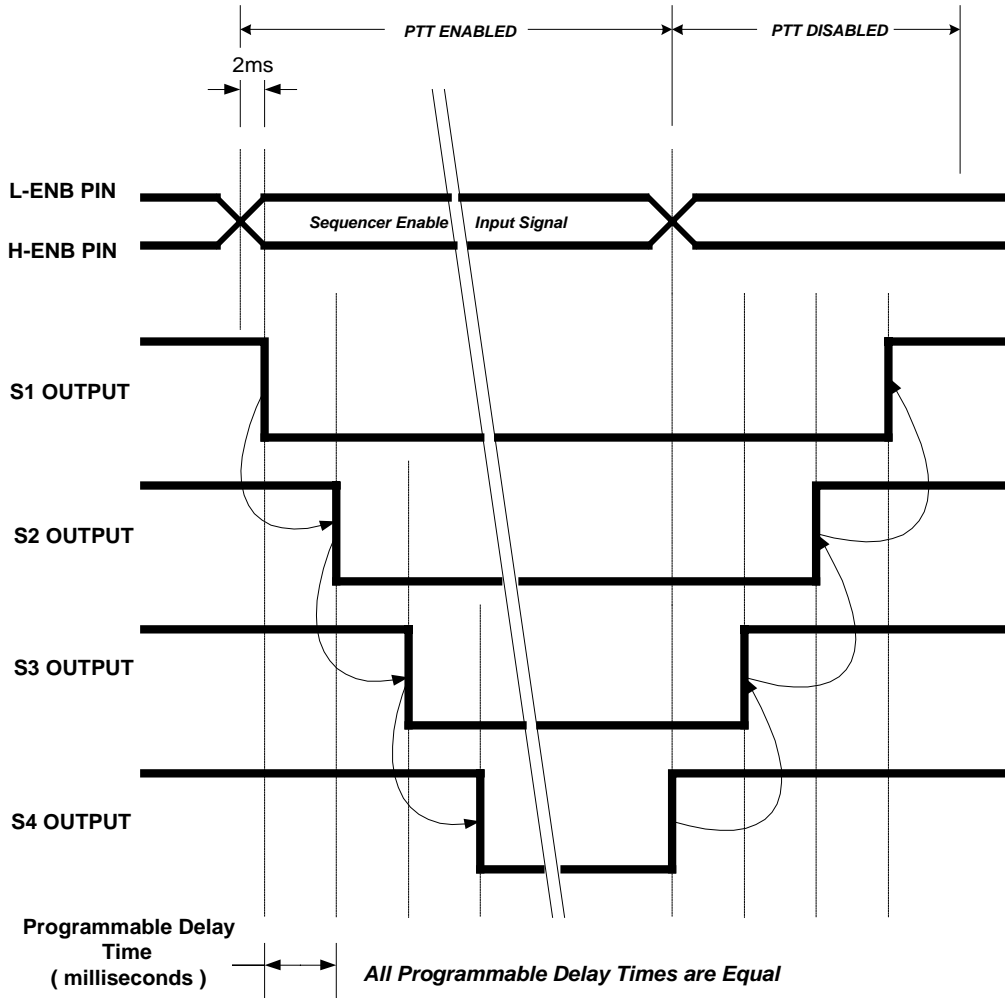 PTT ENABLED
PTT DISABLED
2ms
L-ENB PIN
Sequencer Enable Input Signal
H-ENB PIN
S1 OUTPUT
S2 OUTPUT
S3 OUTPUT
S4 OUTPUT
Programmable Delay
Time
( milliseconds )
All Programmable Delay Times are Equal